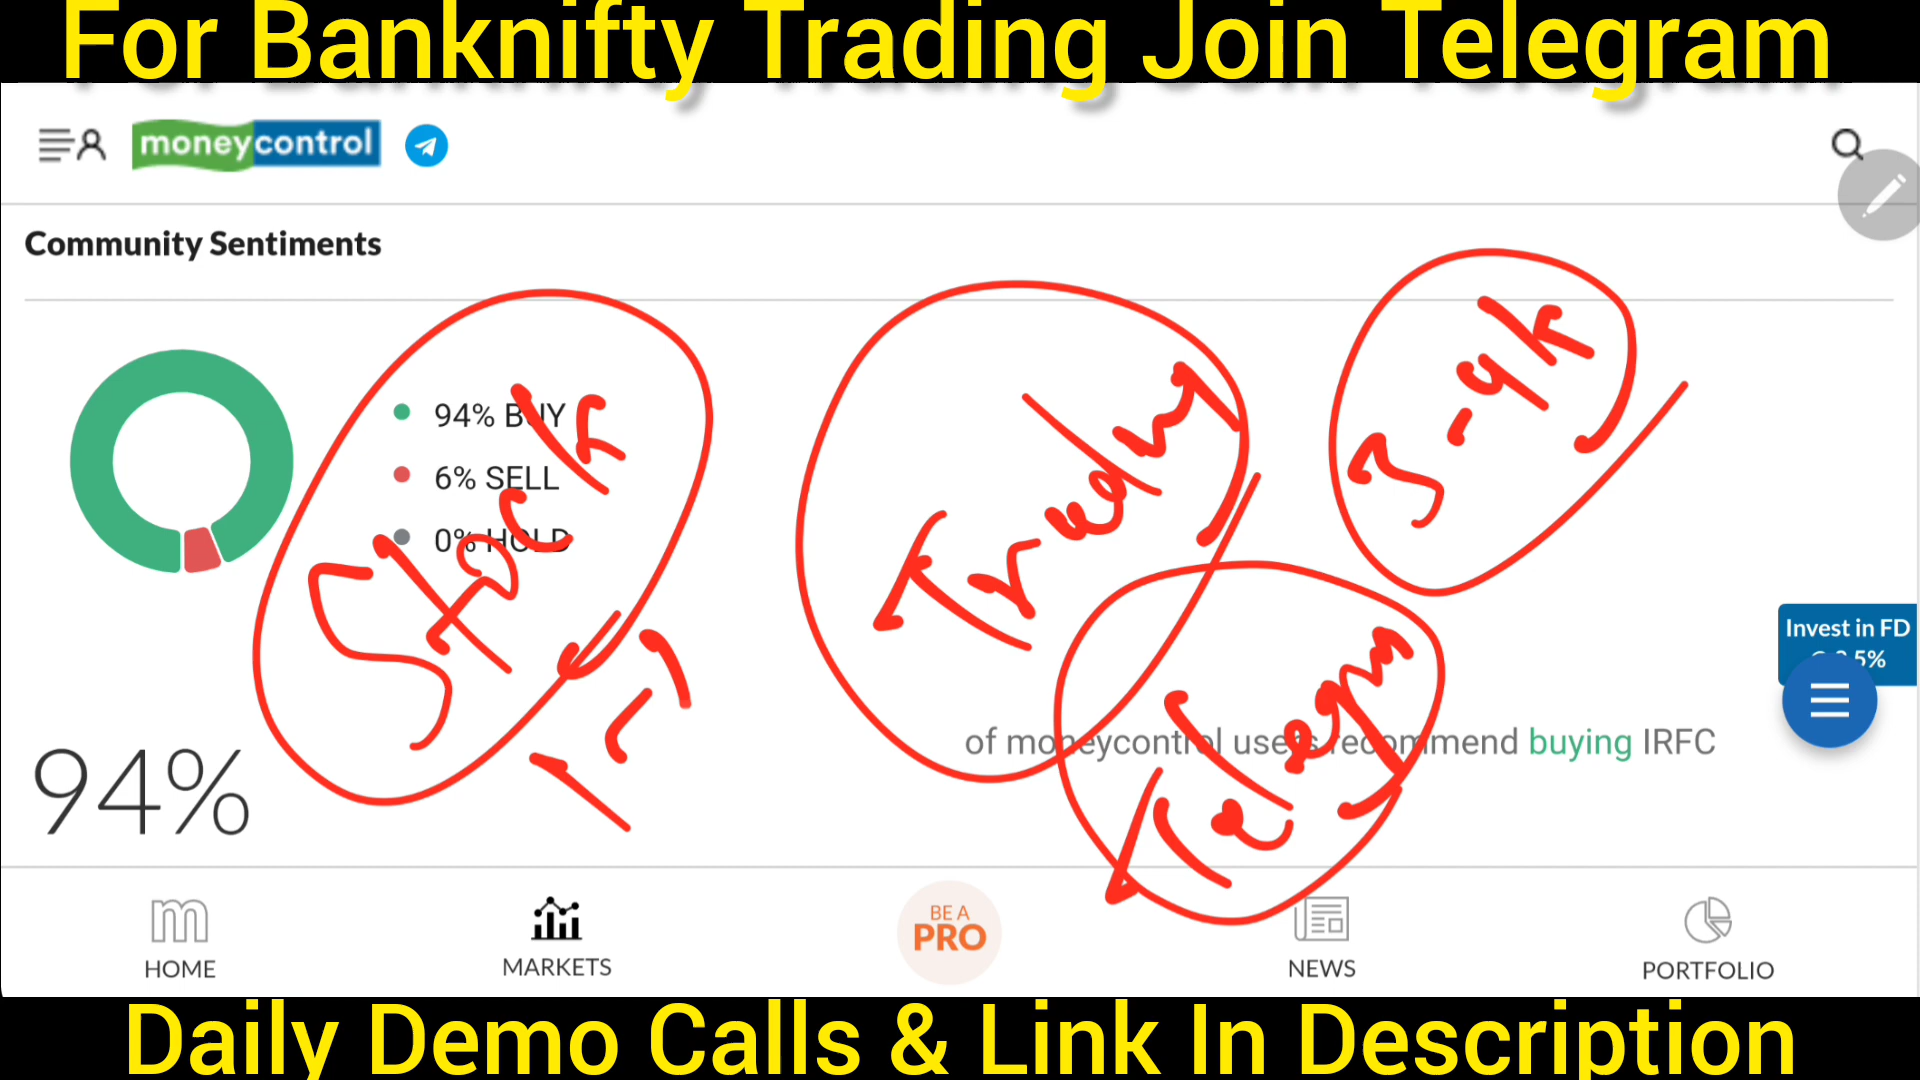 For Banknifty Trading Join Telegram
moneycontrol
Community Sentiments
94% BUY
6% SELL
0% HOLD
Stock
Trading
3-4k
Telegram
Invest in FD
5%
94%
of moneycontrol users recommend buying IRFC
HOME
MARKETS
BE A
PRO
NEWS
PORTFOLIO
Daily Demo Calls & Link In Description